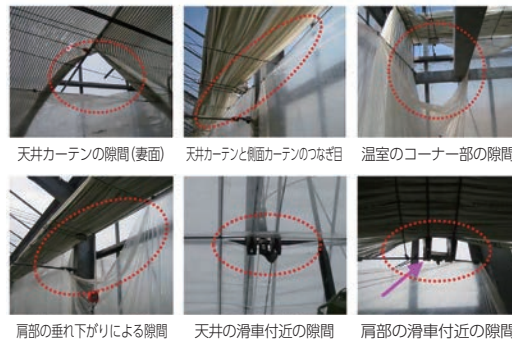 天井カーテンの隙間(妻面)
天井カーテンと側面カーテンのつなぎ目
温室のコーナー部の隙間
肩部の垂れ下がりによる隙間
天井の滑車付近の隙間
肩部の滑車付近の隙間